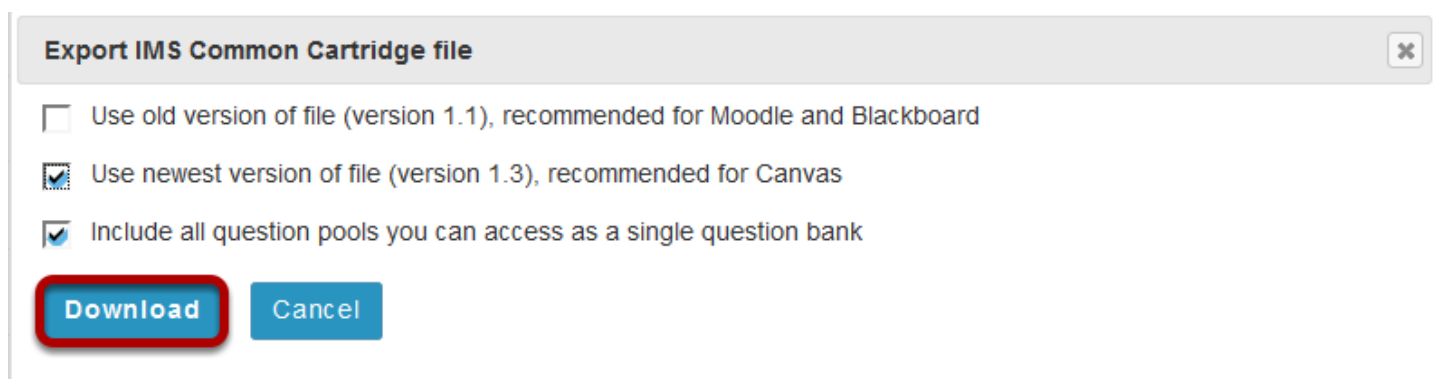 Export IMS Common Cartridge file
Use old version of file (version 1.1), recommended for Moodle and Blackboard
Use newest version of file (version 1.3), recommended for Canvas
Include all question pools you can access as a single question bank
Download Cancel